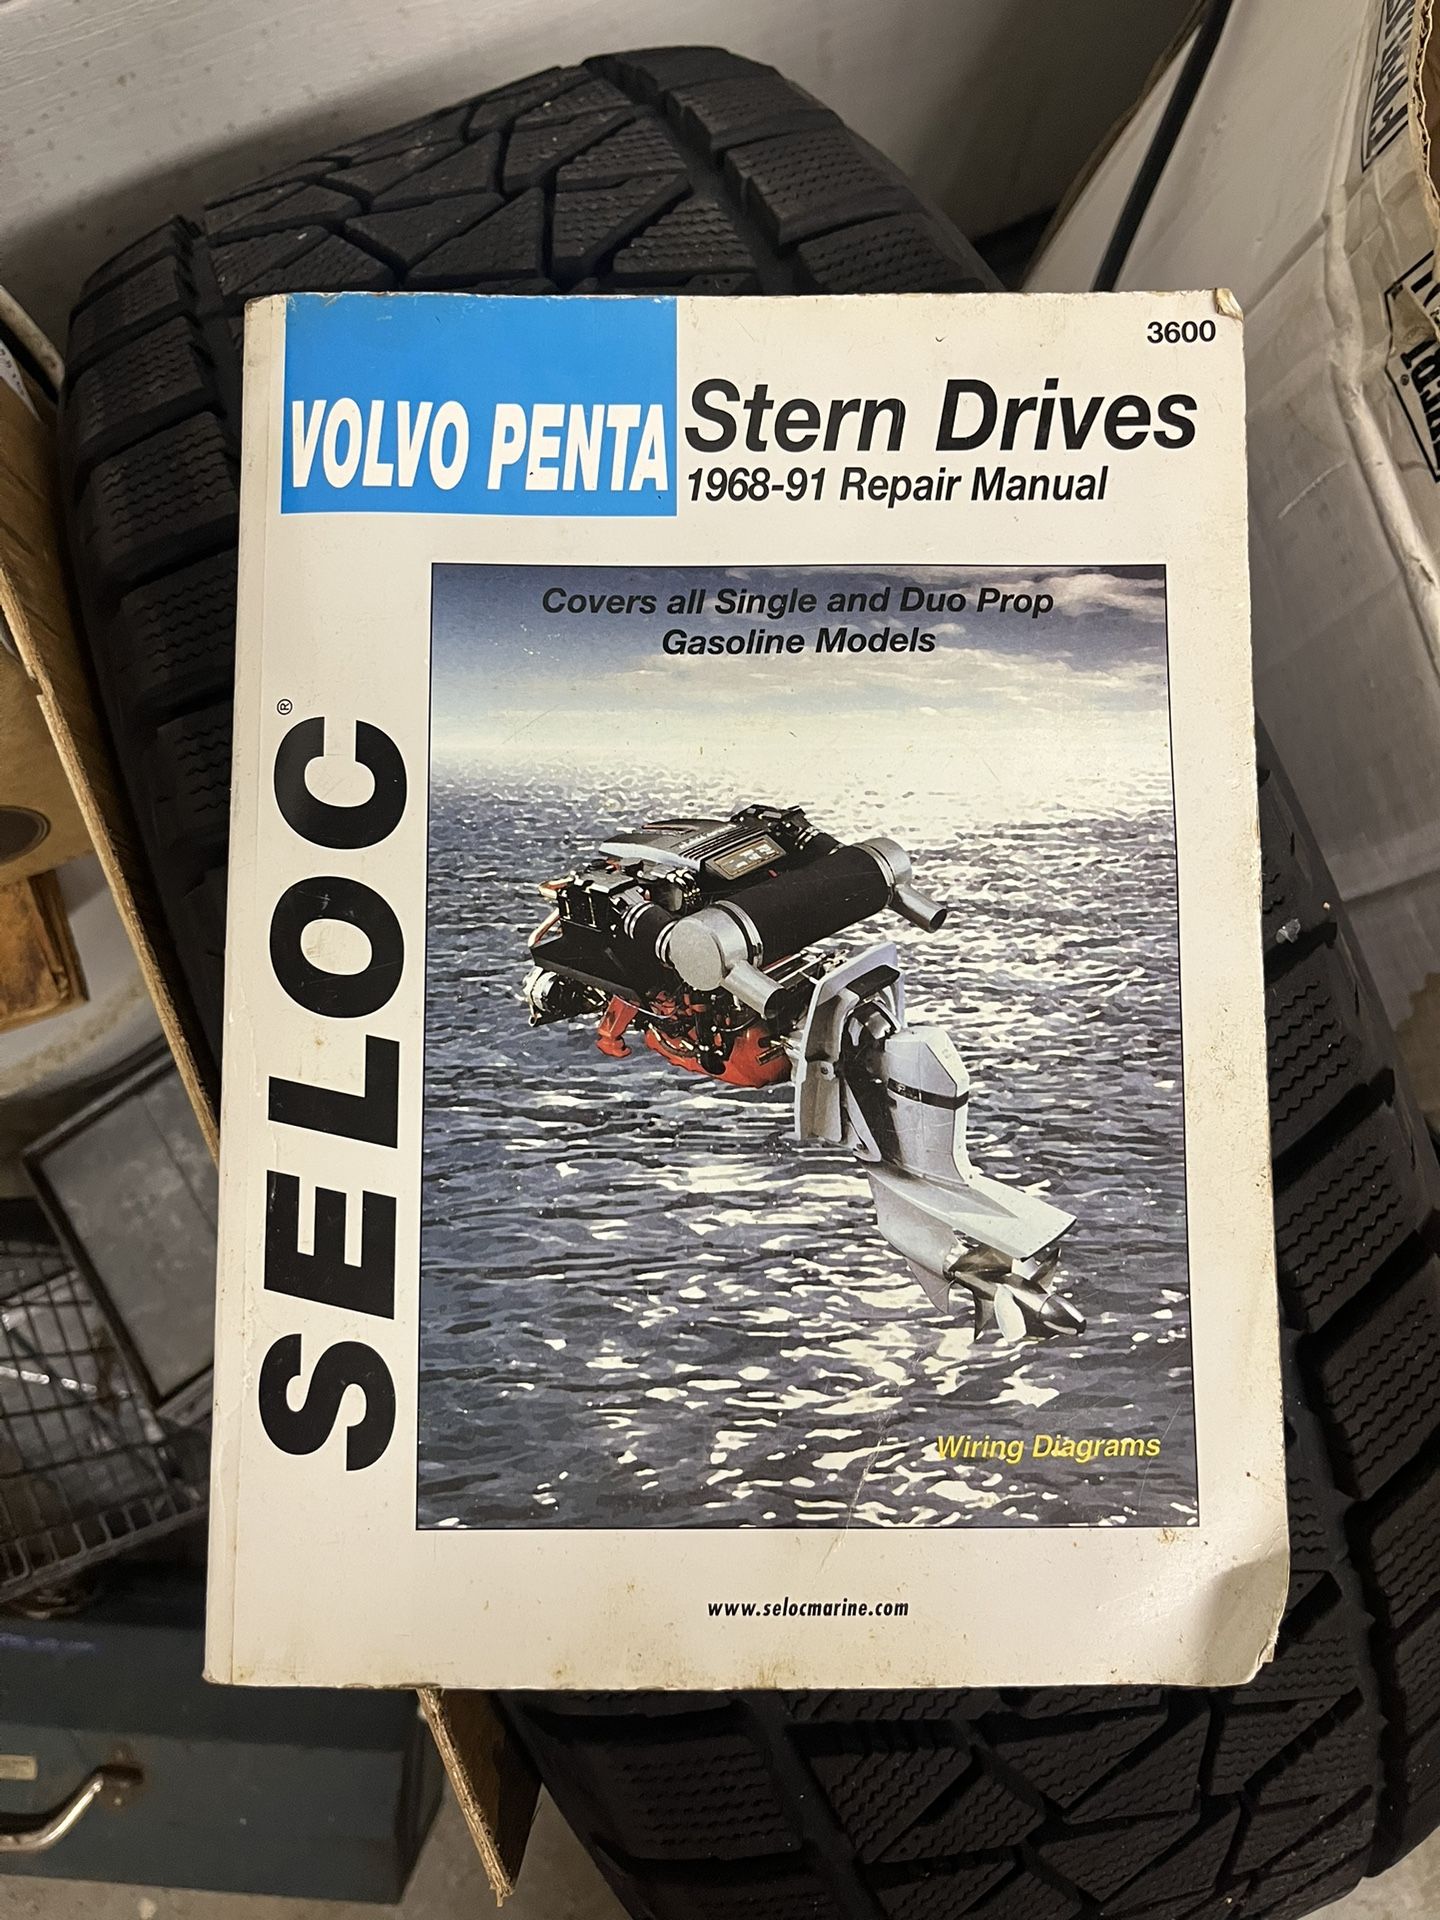 3600
VOLVO PENTA
Stern Drives
1968-91 Repair Manual
Covers all Single and Duo Prop
Gasoline Models
SELOC®
Wiring Diagrams
www.selocmarine.com